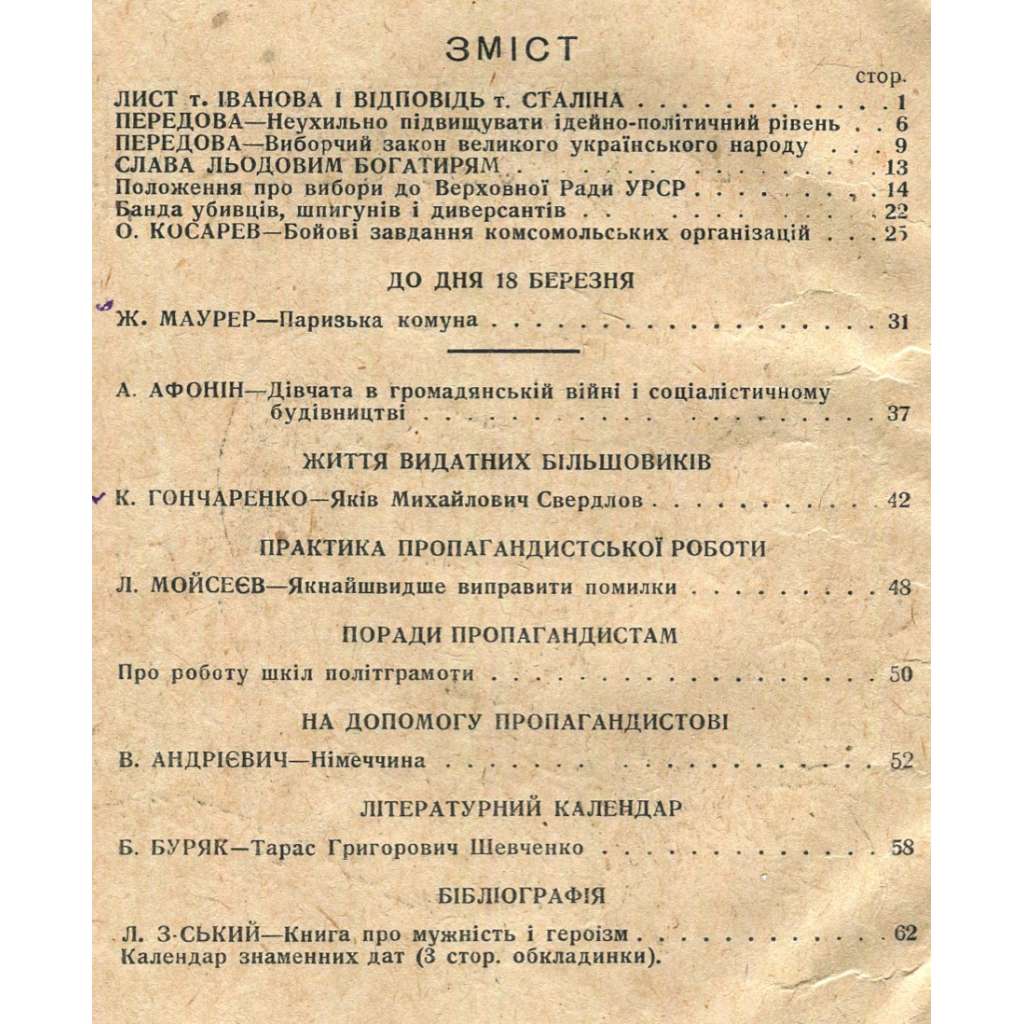 ЗМІСТ
стор.
ЛИСТ т. ІВАНОВА І ВІДПОВІДЬ т. СТАЛІНА . . . . . . . . . . . . 1
ПЕРЕДОВА—Неухильно підвищувати ідейно-політичний рівень . . 6
ПЕРЕДОВА—Виборчий закон великого українського народу . . . 9
СЛАВА ЛЬОДОВИМ БОГАТИРЯМ . . . . . . . . . . . . . . . . 13
Положення про вибори до Верховної Ради УРСР . . . . . . . . . 14
Банда убивців, шпигунів і диверсантів . . . . . . . . . . . . . 22
О. КОСАРЕВ—Бойові завдання комсомольських організацій . . . 25
ДО ДНЯ 18 БЕРЕЗНЯ
Ж. МАУРЕР—Паризька комуна . . . . . . . . . . . . . . . . . . 31
А. АФОНІН—Дівчата в громадянській війні і соціалістичному
будівництві . . . . . . . . . . . . . . . . . . . . . 37
ЖИТТЯ ВИДАТНИХ БІЛЬШОВИКІВ
К. ГОНЧАРЕНКО—Яків Михайлович Свердлов . . . . . . . . . . . 42
ПРАКТИКА ПРОПАГАНДИСТСЬКОЇ РОБОТИ
Л. МОЙСЕЄВ—Якнайшвидше виправити помилки . . . . . . . . . 48
ПОРАДИ ПРОПАГАНДИСТАМ
Про роботу шкіл політграмоти . . . . . . . . . . . . . . . . . . 50
НА ДОПОМОГУ ПРОПАГАНДИСТОВІ
В. АНДРІЄВИЧ—Німеччина . . . . . . . . . . . . . . . . . . . . 52
ЛІТЕРАТУРНИЙ КАЛЕНДАР
Б. БУРЯК—Тарас Григорович Шевченко . . . . . . . . . . . . . 58
БІБЛІОГРАФІЯ
Л. З-СЬКИЙ—Книга про мужність і героїзм . . . . . . . . . . . . 62
Календар знаменних дат (3 стор. обкладинки).